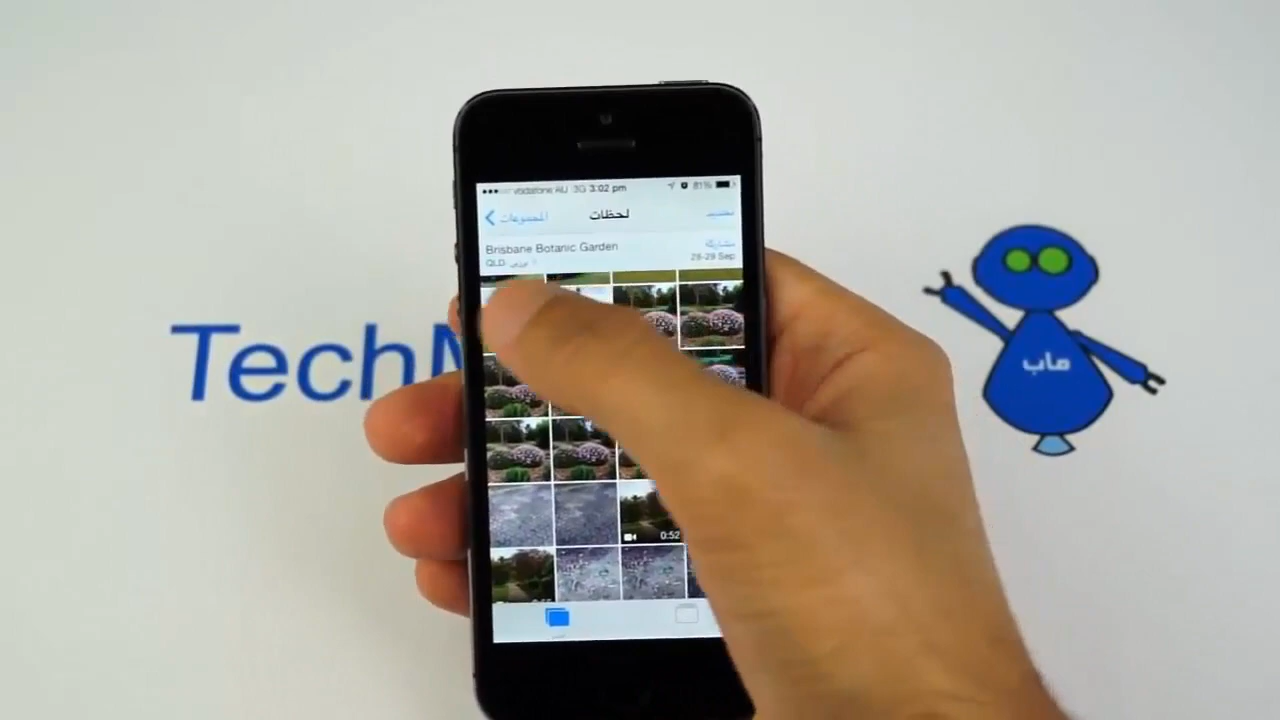 vodafone AU 3G 3:02 pm 81%
المجموعات لحظات تحديد
Brisbane Botanic Garden مشاركة
QLD 28-29 Sep
TechM
ماب
0:52